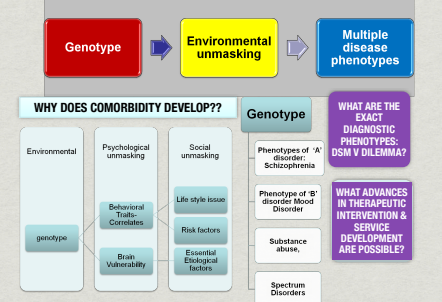 Genotype
Environmental
unmasking
Multiple
disease
phenotypes
WHY DOES COMORBIDITY DEVELOP??
Environmental
Psychological
unmasking
Social
unmasking
genotype
Behavioral
Traits-
Correlates
Brain
Vulnerability
Life style issue
Risk factors
Essential
Etiological
factors
Genotype
Phenotypes of 'A'
disorder:
Schizophrenia
Phenotype of 'B'
disorder Mood
Disorder
Substance
abuse,
Spectrum
Disorders
WHAT ARE THE
EXACT
DIAGNOSTIC
PHENOTYPES:
DSM V DILEMMA?
WHAT ADVANCES
IN THERAPEUTIC
INTERVENTION &
SERVICE
DEVELOPMENT
ARE POSSIBLE?